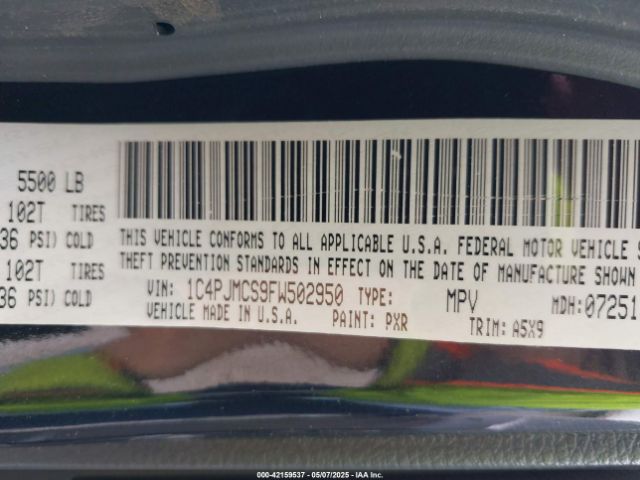 5500 LB
102T TIRES
36 PSI) COLD
102T TIRES
36 PSI) COLD
THIS VEHICLE CONFORMS TO ALL APPLICABLE U.S.A. FEDERAL MOTOR VEHICLE S
THEFT PREVENTION STANDARDS IN EFFECT ON THE DATE OF MANUFACTURE SHOWN
VIN: 1C4PJMCS9FW502950 TYPE: MPV MDH: 07251
VEHICLE MADE IN U.S.A. PAINT: PXR TRIM: A5X9
000-42159537 - 05/07/2025 - IAA Inc.